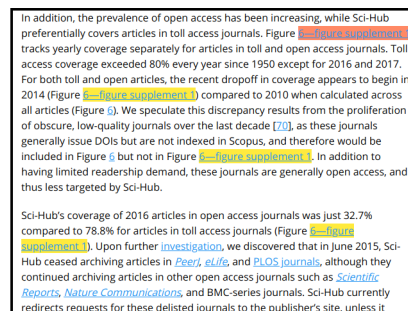 In addition, the prevalence of open access has been increasing, while Sci-Hub
preferentially covers articles in toll access journals. Figure 6—figure supplement 1
tracks yearly coverage separately for articles in toll and open access journals. Toll
access coverage exceeded 80% every year since 1950 except for 2016 and 2017.
For both toll and open articles, the recent dropoff in coverage appears to begin in
2014 (Figure 6—figure supplement 1) compared to 2010 when calculated across
all articles (Figure 6). We speculate this discrepancy results from the proliferation
of obscure, low-quality journals over the last decade [70], as these journals
generally issue DOIs but are not indexed in Scopus, and therefore would be
included in Figure 6 but not in Figure 6—figure supplement 1. In addition to
having limited readership demand, these journals are generally open access, and
thus less targeted by Sci-Hub.
Sci-Hub's coverage of 2016 articles in open access journals was just 32.7%
compared to 78.8% for articles in toll access journals (Figure 6—figure
supplement 1). Upon further investigation, we discovered that in June 2015, Sci-
Hub ceased archiving articles in PeerJ, eLife, and PLOS journals, although they
continued archiving articles in other open access journals such as Scientific
Reports, Nature Communications, and BMC-series journals. Sci-Hub currently
redirects requests for these delisted journals to the publisher's site, unless it